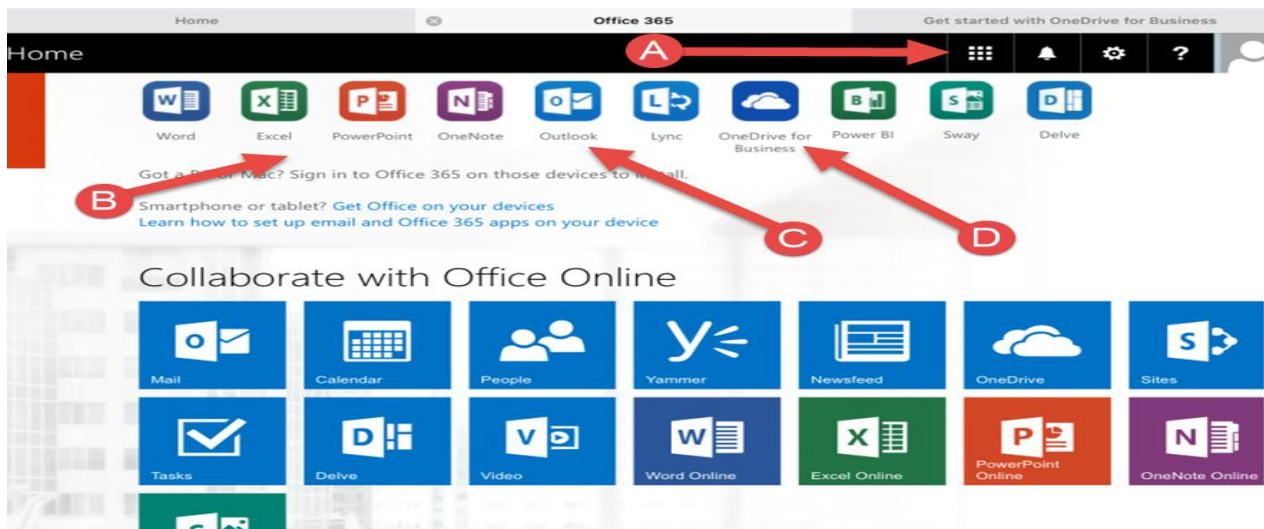 Home Office 365 Get started with OneDrive for Business
Home A ?
Word Excel PowerPoint OneNote Outlook Lync OneDrive for Business Power BI Sway Delve
Got a PC or Mac? Sign in to Office 365 on those devices to install.
B
Smartphone or tablet? Get Office on your devices
Learn how to set up email and Office 365 apps on your device
C D
Collaborate with Office Online
Mail Calendar People Yammer Newsfeed OneDrive Sites
Tasks Delve Video Word Online Excel Online PowerPoint Online OneNote Online